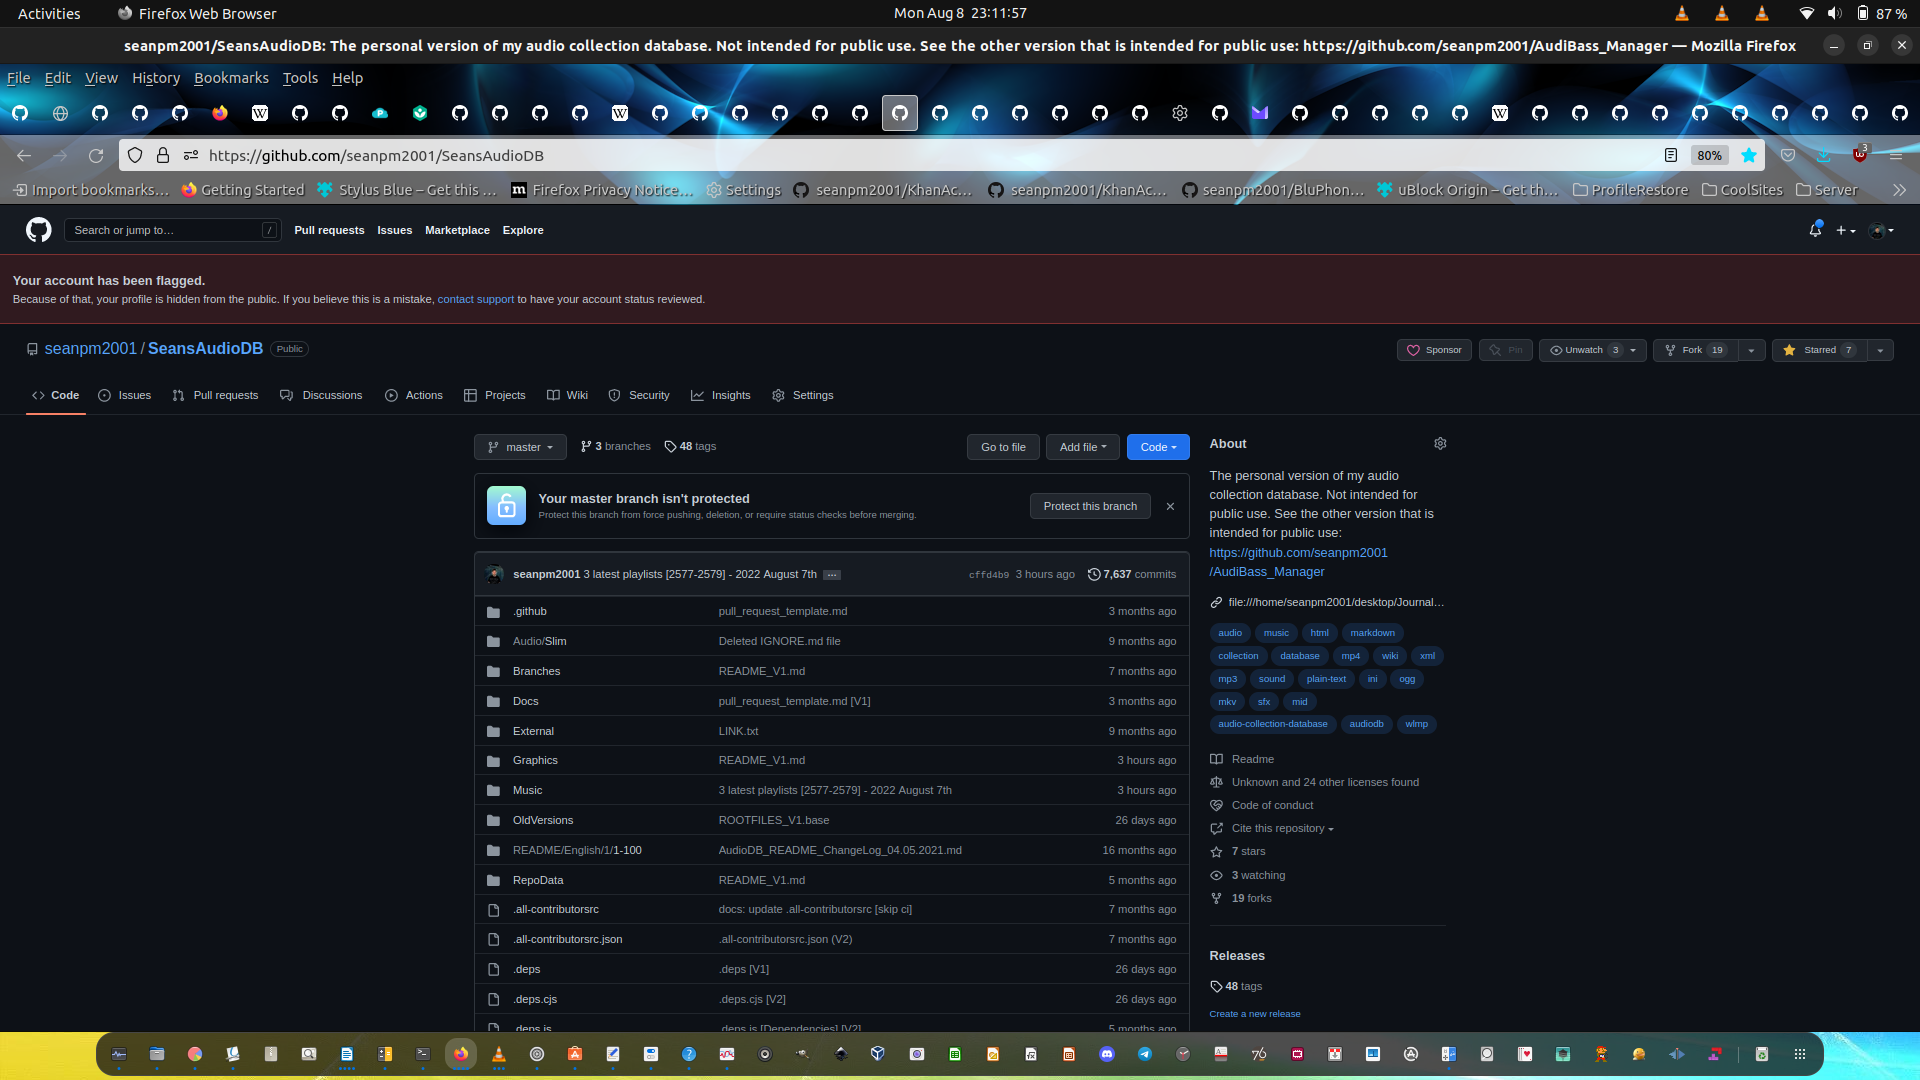 Activities
Firefox Web Browser
Mon Aug 8 23:11:57
87 %
seanpm2001/SeansAudioDB: The personal version of my audio collection database. Not intended for public use. See the other version that is intended for public use: https://github.com/seanpm2001/AudiBass_Manager — Mozilla Firefox
File Edit View History Bookmarks Tools Help
https://github.com/seanpm2001/SeansAudioDB
80%
3
Import bookmarks… Getting Started Stylus Blue – Get this … Firefox Privacy Notice … Settings seanpm2001/KhanAc… seanpm2001/KhanAc… seanpm2001/BluPhon… uBlock Origin – Get th… ProfileRestore CoolSites Server
Search or jump to… /
Pull requests Issues Marketplace Explore
Your account has been flagged.
Because of that, your profile is hidden from the public. If you believe this is a mistake, contact support to have your account status reviewed.
seanpm2001 / SeansAudioDB Public
Sponsor Pin Unwatch 3 Fork 19 Starred 7
Code Issues Pull requests Discussions Actions Projects Wiki Security Insights Settings
master 3 branches 48 tags
Go to file Add file Code
Your master branch isn't protected
Protect this branch from force pushing, deletion, or require status checks before merging.
Protect this branch
seanpm2001 3 latest playlists [2577-2579] - 2022 August 7th … cffd4b9 3 hours ago 7,637 commits
.github pull_request_template.md 3 months ago
Audio/Slim Deleted IGNORE.md file 9 months ago
Branches README_V1.md 7 months ago
Docs pull_request_template.md [V1] 3 months ago
External LINK.txt 9 months ago
Graphics README_V1.md 3 hours ago
Music 3 latest playlists [2577-2579] - 2022 August 7th 3 hours ago
OldVersions ROOTFILES_V1.base 26 days ago
README/English/1/1-100 AudioDB_README_ChangeLog_04.05.2021.md 16 months ago
RepoData README_V1.md 5 months ago
.all-contributorsrc docs: update .all-contributorsrc [skip ci] 7 months ago
.all-contributorsrc.json .all-contributorsrc.json (V2) 7 months ago
.deps .deps [V1] 26 days ago
.deps.cjs .deps.cjs [V2] 26 days ago
.deps.js .deps.js [Dependencies] [V2] 5 months ago
About
The personal version of my audio
collection database. Not intended for
public use. See the other version that is
intended for public use:
https://github.com/seanpm2001
/AudiBass_Manager
file:///home/seanpm2001/desktop/Journal…
audio music html markdown
collection database mp4 wiki xml
mp3 sound plain-text ini ogg
mkv sfx mid
audio-collection-database audiodb wlmp
Readme
Unknown and 24 other licenses found
Code of conduct
Cite this repository
7 stars
3 watching
19 forks
Releases
48 tags
Create a new release